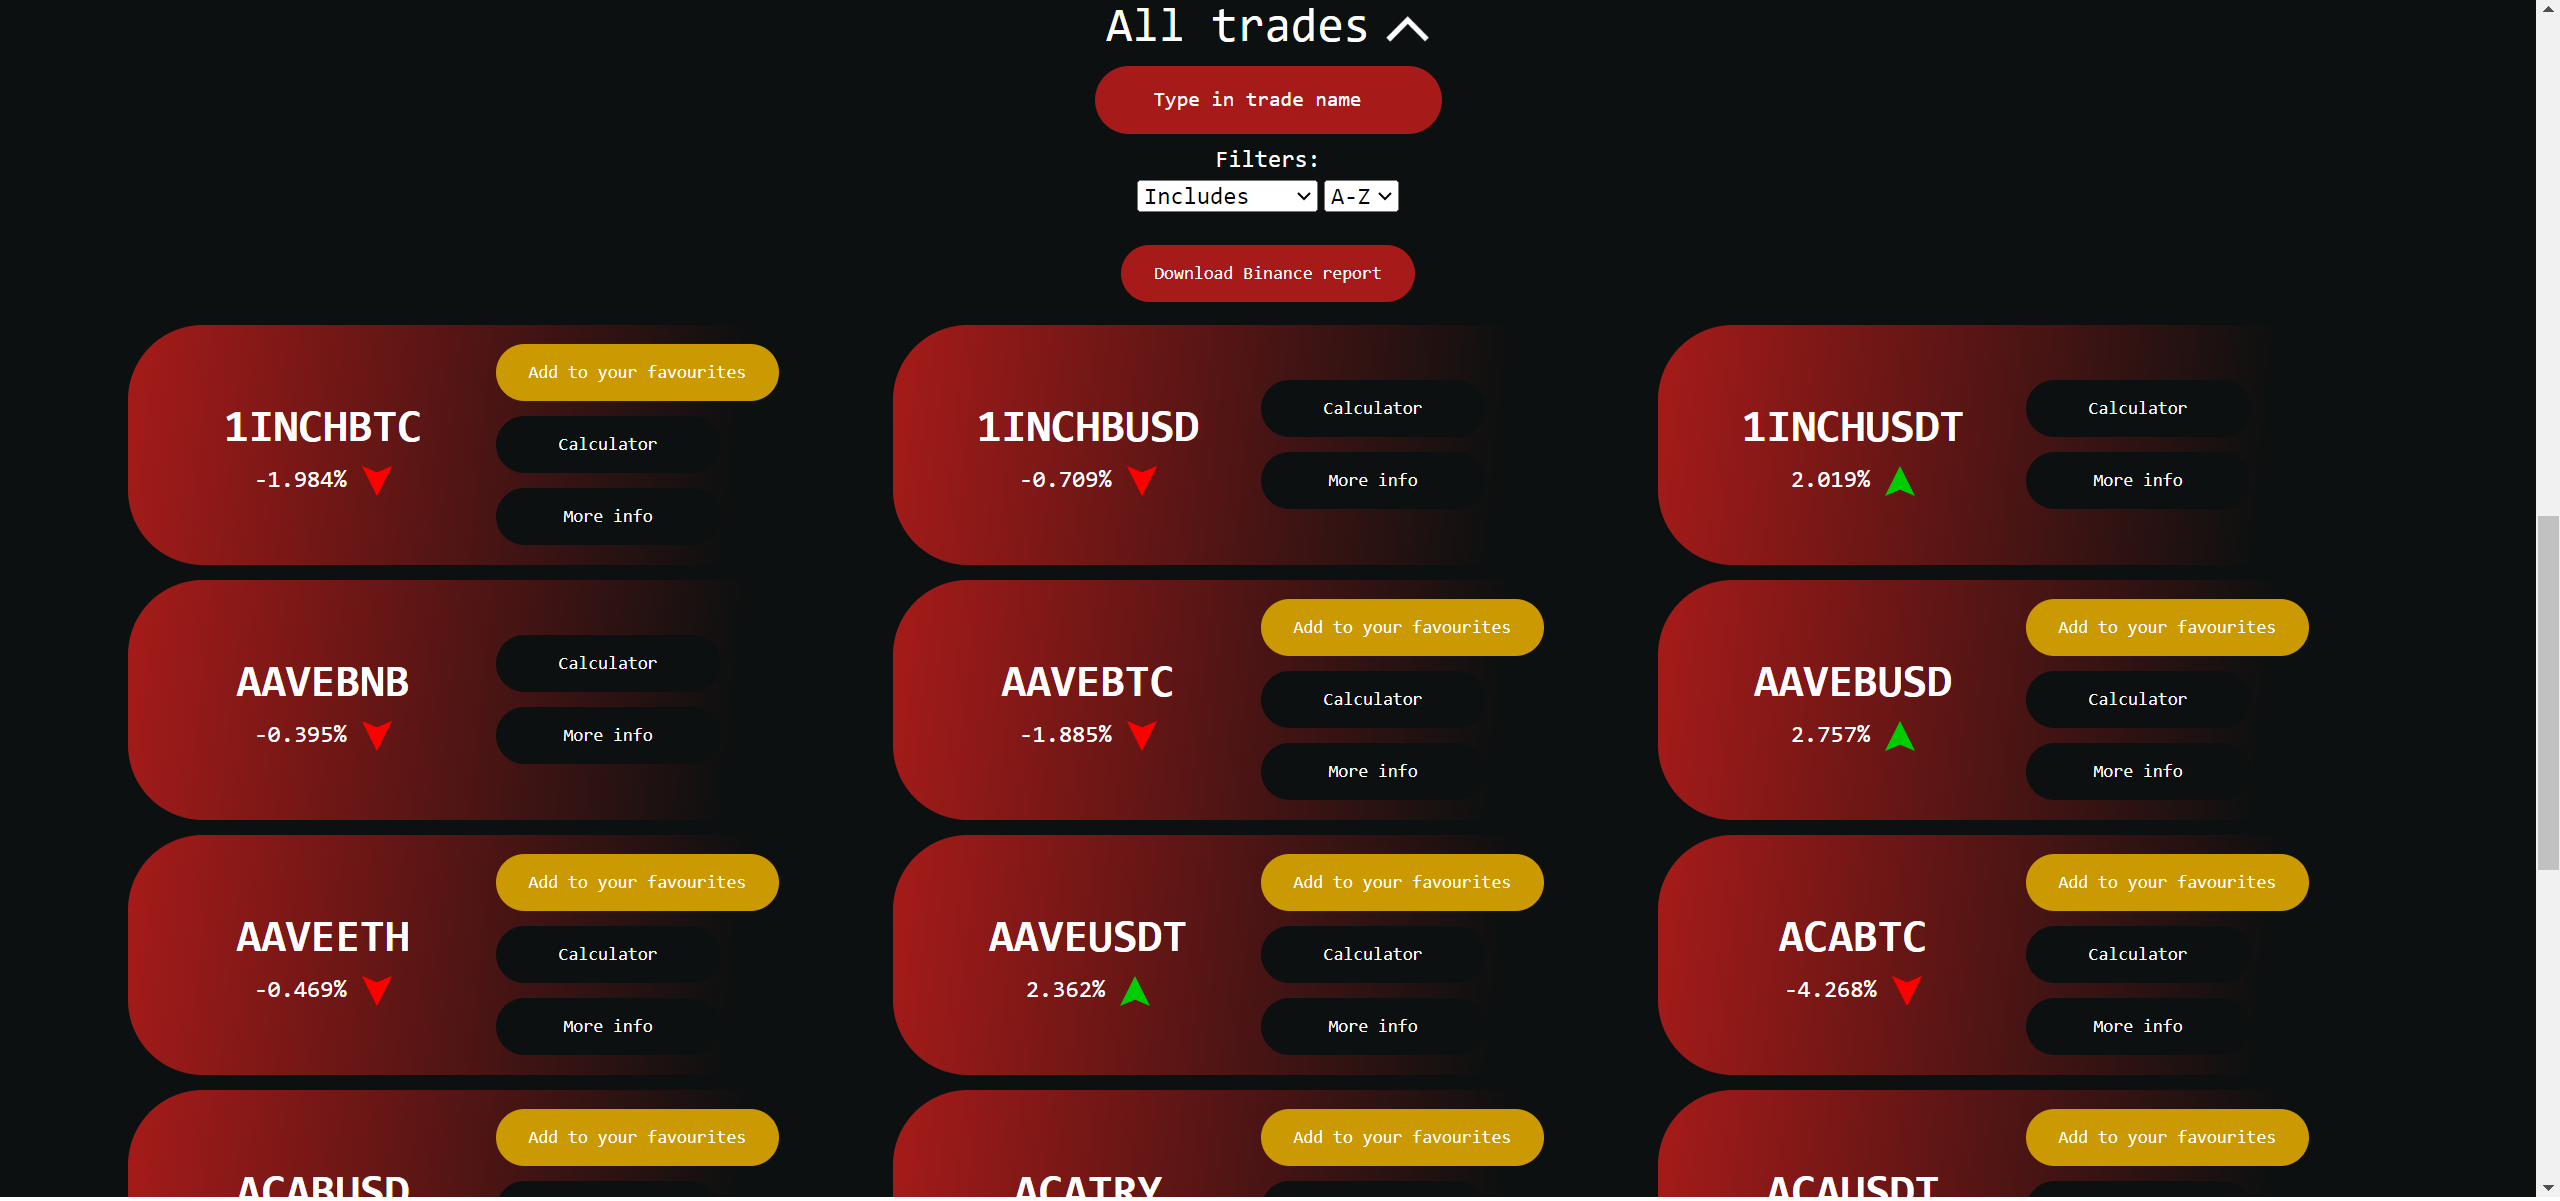 All trades
Type in trade name
Filters:
Includes A-Z
Download Binance report
1INCHBTC
-1.984%
Add to your favourites
Calculator
More info
1INCHBUSD
-0.709%
Calculator
More info
1INCHUSDT
2.019%
Calculator
More info
AAVEBNB
-0.395%
Calculator
More info
AAVEBTC
-1.885%
Add to your favourites
Calculator
More info
AAVEBUSD
2.757%
Add to your favourites
Calculator
More info
AAVEETH
-0.469%
Add to your favourites
Calculator
More info
AAVEUSDT
2.362%
Add to your favourites
Calculator
More info
ACABTC
-4.268%
Add to your favourites
Calculator
More info
ACABUSD
Add to your favourites
ACATRY
Add to your favourites
ACAUSDT
Add to your favourites